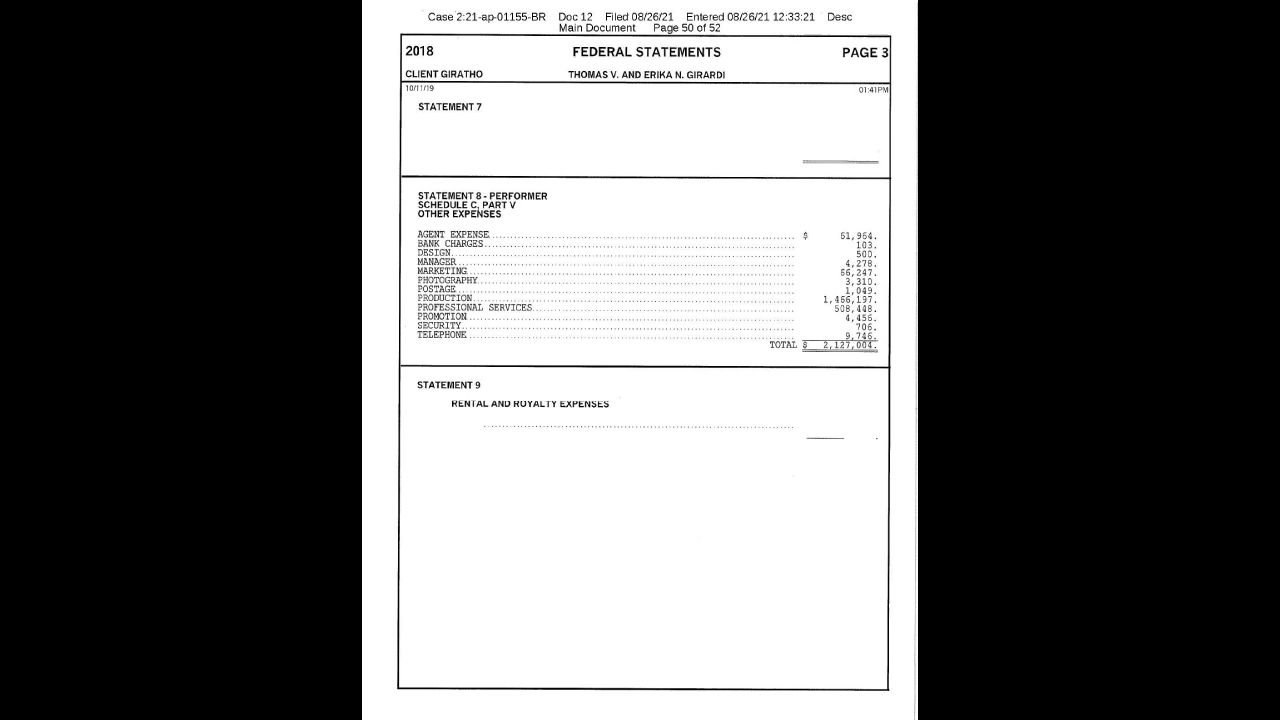 Case 2:21-ap-01155-BR Doc 12 Filed 08/26/21 Entered 08/26/21 12:33:21 Desc
Main Document Page 50 of 52
2018 FEDERAL STATEMENTS PAGE 3
CLIENT GIRATHO THOMAS V. AND ERIKA N. GIRARDI
10/11/19 01:41PM
STATEMENT 7
STATEMENT 8 - PERFORMER
SCHEDULE C, PART V
OTHER EXPENSES
AGENT EXPENSE $ 61,964.
BANK CHARGES 103.
DESIGN 500.
MANAGER 4,278.
MARKETING 66,247.
PHOTOGRAPHY 3,310.
POSTAGE 1,049.
PRODUCTION 1,466,197.
PROFESSIONAL SERVICES 508,448.
PROMOTION 4,456.
SECURITY 706.
TELEPHONE 9,746.
TOTAL $ 2,127,004.
STATEMENT 9
RENTAL AND ROYALTY EXPENSES